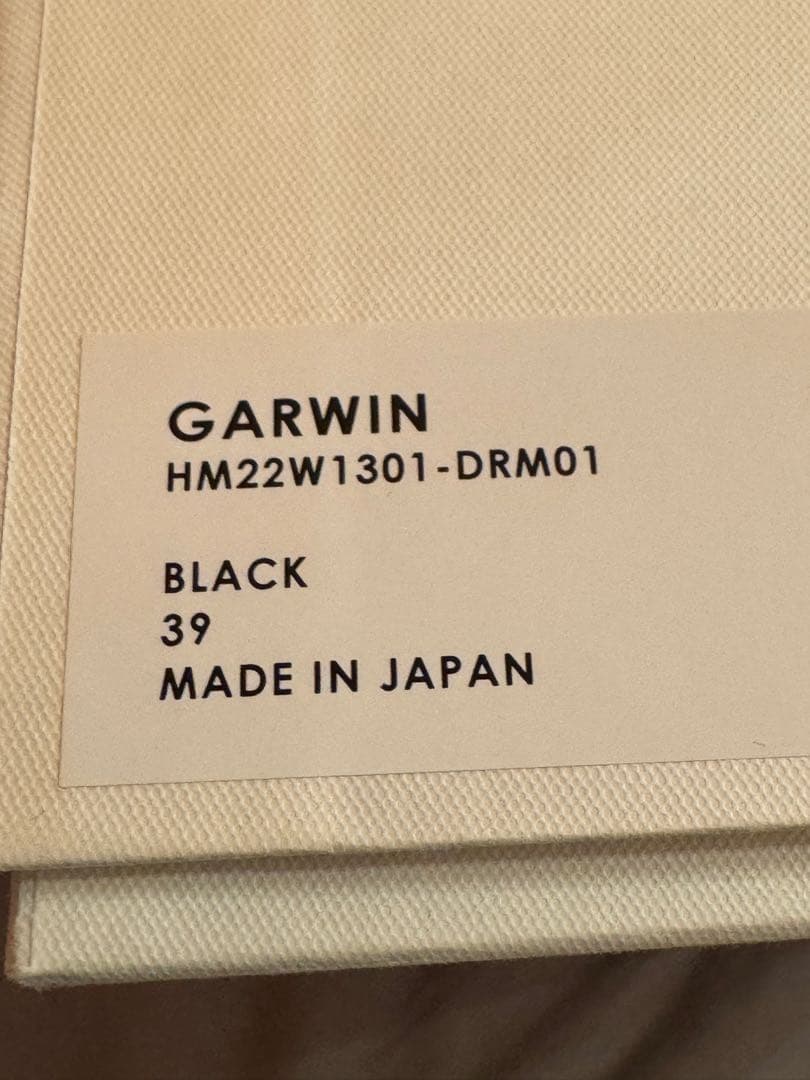 GARWIN
HM22W1301-DRM01
BLACK
39
MADE IN JAPAN